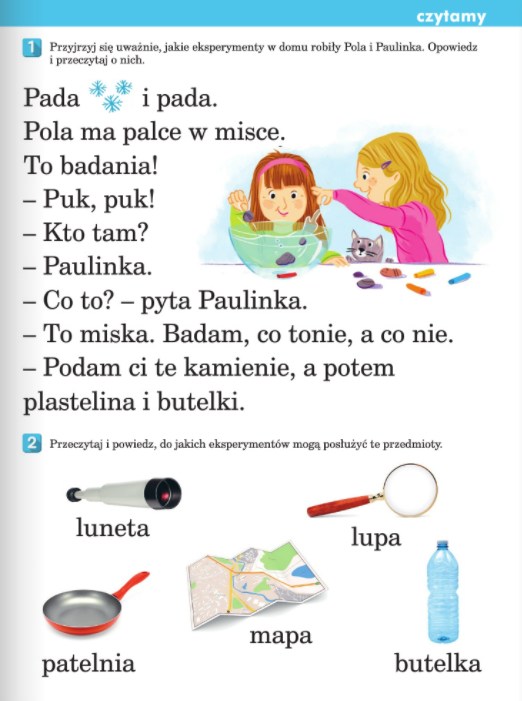 czytamy
1 Przyjrzyj się uważnie, jakie eksperymenty w domu robiły Pola i Paulinka. Opowiedz
i przeczytaj o nich.
Pada i pada.
Pola ma palce w misce.
To badania!
– Puk, puk!
– Kto tam?
– Paulinka.
– Co to? – pyta Paulinka.
– To miska. Badam, co tonie, a co nie.
– Podam ci te kamienie, a potem
plastelina i butelki.
2 Przeczytaj i powiedz, do jakich eksperymentów mogą posłużyć te przedmioty.
luneta
lupa
mapa
patelnia
butelka